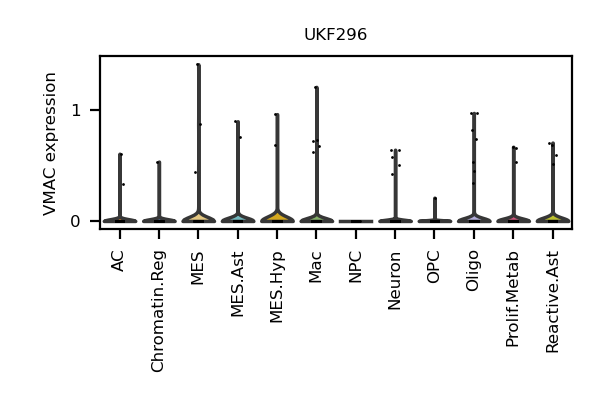 UKF296
VMAC expression
1
0
AC
Chromatin.Reg
MES
MES.Ast
MES.Hyp
Mac
NPC
Neuron
OPC
Oligo
Prolif.Metab
Reactive.Ast